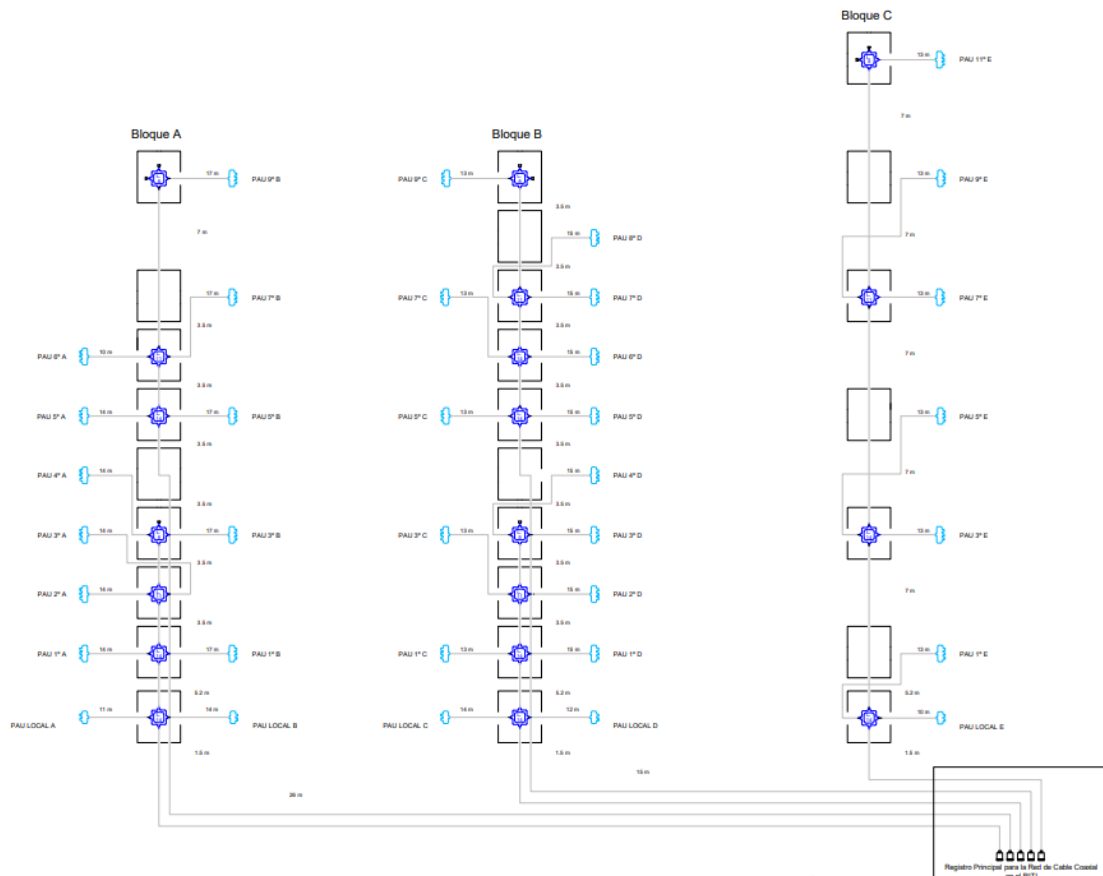 Bloque C
13 m
PAU 11º E
7 m
Bloque A
Bloque B
17 m
PAU 9º B
PAU 9º C
13 m
13 m
PAU 9º E
3.5 m
7 m
15 m
PAU 8º D
7 m
3.5 m
17 m
PAU 7º B
PAU 7º C
13 m
15 m
PAU 7º D
13 m
PAU 7º E
3.5 m
3.5 m
PAU 6º A
10 m
15 m
PAU 6º D
7 m
3.5 m
3.5 m
PAU 5º A
14 m
17 m
PAU 5º B
PAU 5º C
13 m
15 m
PAU 5º D
13 m
PAU 5º E
3.5 m
3.5 m
PAU 4º A
14 m
15 m
PAU 4º D
7 m
3.5 m
3.5 m
PAU 3º A
14 m
17 m
PAU 3º B
PAU 3º C
13 m
15 m
PAU 3º D
13 m
PAU 3º E
3.5 m
3.5 m
PAU 2º A
14 m
15 m
PAU 2º D
7 m
3.5 m
3.5 m
PAU 1º A
14 m
17 m
PAU 1º B
PAU 1º C
13 m
15 m
PAU 1º D
13 m
PAU 1º E
5.2 m
5.2 m
5.2 m
PAU LOCAL A
11 m
14 m
PAU LOCAL B
PAU LOCAL C
14 m
12 m
PAU LOCAL D
10 m
PAU LOCAL E
1.5 m
1.5 m
1.5 m
15 m
26 m
Registro Principal para la Red de Cable Coaxial